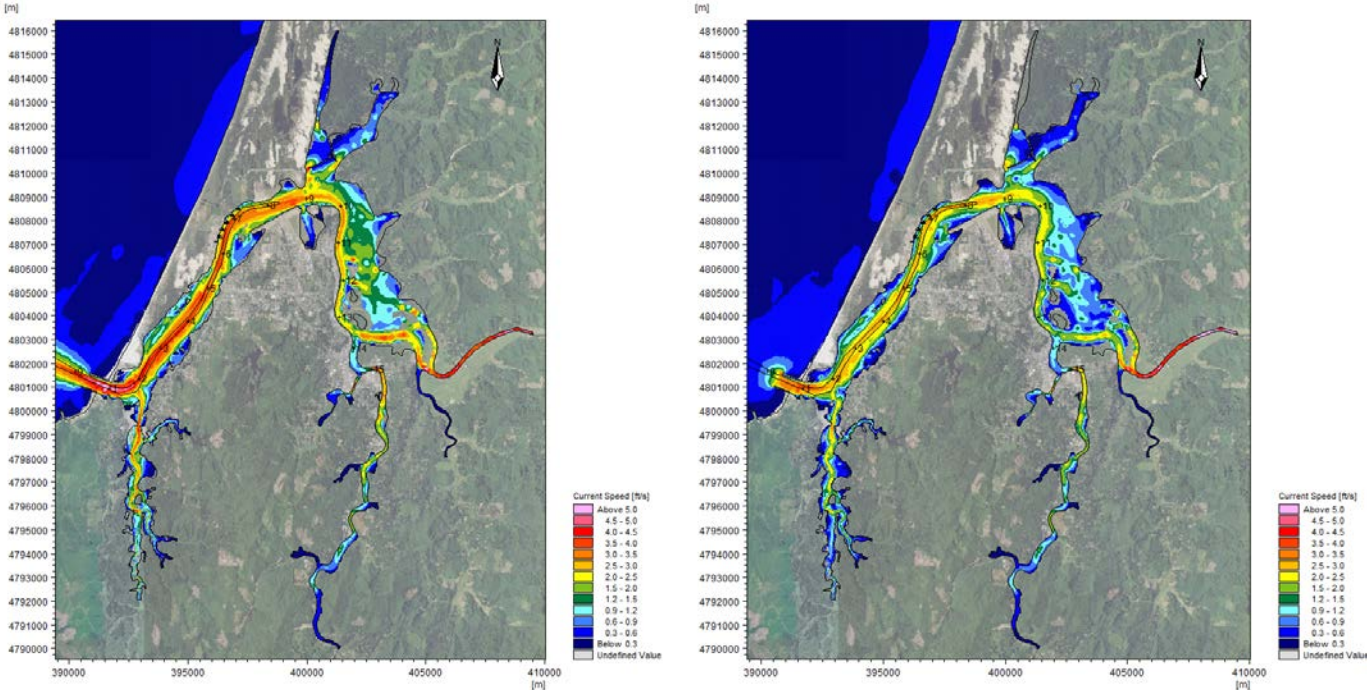 [m]
4816000
4815000
4814000
4813000
4812000
4811000
4810000
4809000
4808000
4807000
4806000
4805000
4804000
4803000
4802000
4801000
4800000
4799000
4798000
4797000
4796000
4795000
4794000
4793000
4792000
4791000
4790000
N
390000 395000 400000 405000 410000
[m]
Current Speed [ft/s]
Above 5.0
4.5 - 5.0
4.0 - 4.5
3.5 - 4.0
3.0 - 3.5
2.5 - 3.0
2.0 - 2.5
1.5 - 2.0
1.2 - 1.5
0.9 - 1.2
0.6 - 0.9
0.3 - 0.6
Below 0.3
Undefined Value
[m]
4816000
4815000
4814000
4813000
4812000
4811000
4810000
4809000
4808000
4807000
4806000
4805000
4804000
4803000
4802000
4801000
4800000
4799000
4798000
4797000
4796000
4795000
4794000
4793000
4792000
4791000
4790000
N
390000 395000 400000 405000 410000
[m]
Current Speed [ft/s]
Above 5.0
4.5 - 5.0
4.0 - 4.5
3.5 - 4.0
3.0 - 3.5
2.5 - 3.0
2.0 - 2.5
1.5 - 2.0
1.2 - 1.5
0.9 - 1.2
0.6 - 0.9
0.3 - 0.6
Below 0.3
Undefined Value